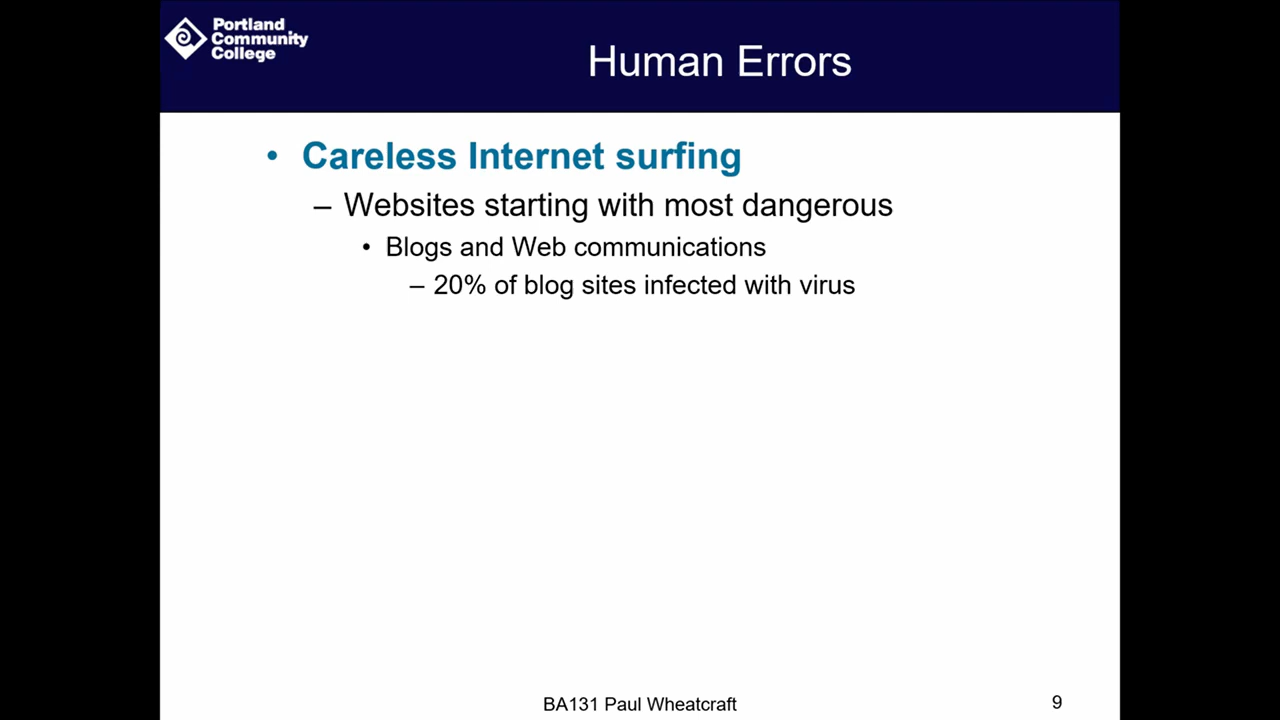 Portland
Community
College
Human Errors
• Careless Internet surfing
– Websites starting with most dangerous
• Blogs and Web communications
– 20% of blog sites infected with virus
BA131 Paul Wheatcraft
9